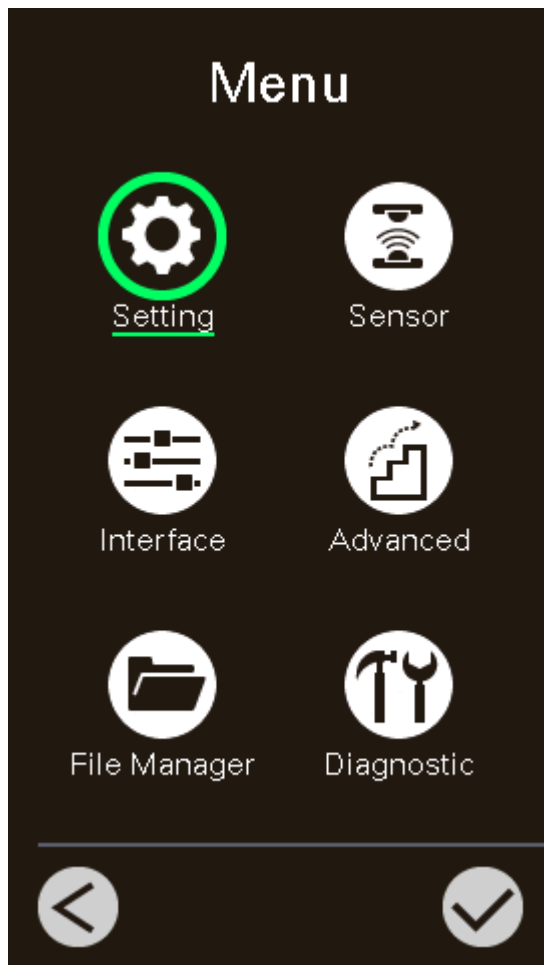 Menu
Setting
Sensor
Interface
Advanced
File Manager
Diagnostic